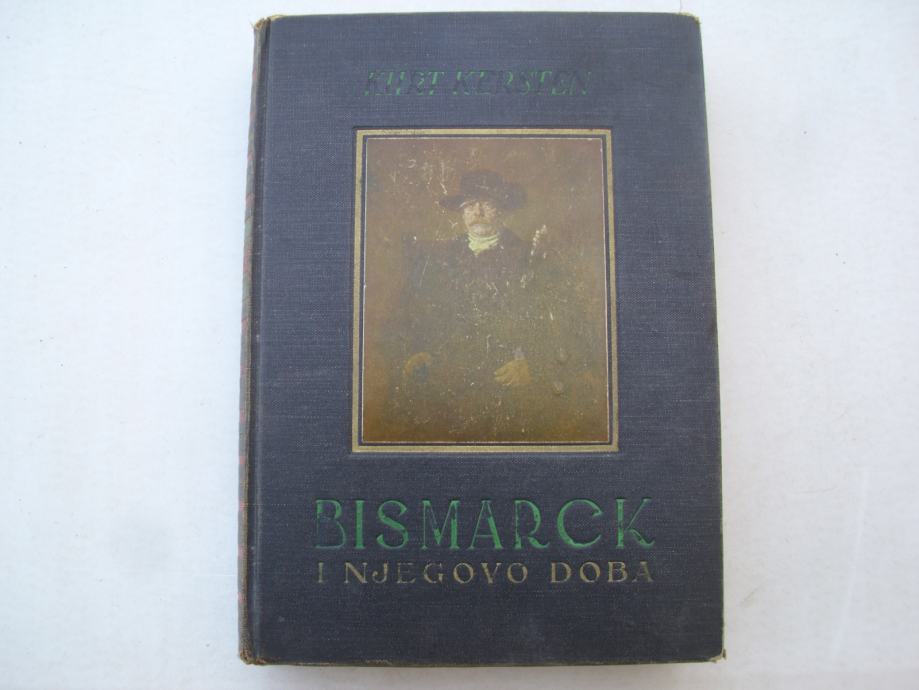 KURT KERSTEN
BISMARCK
I NJEGOVO DOBA